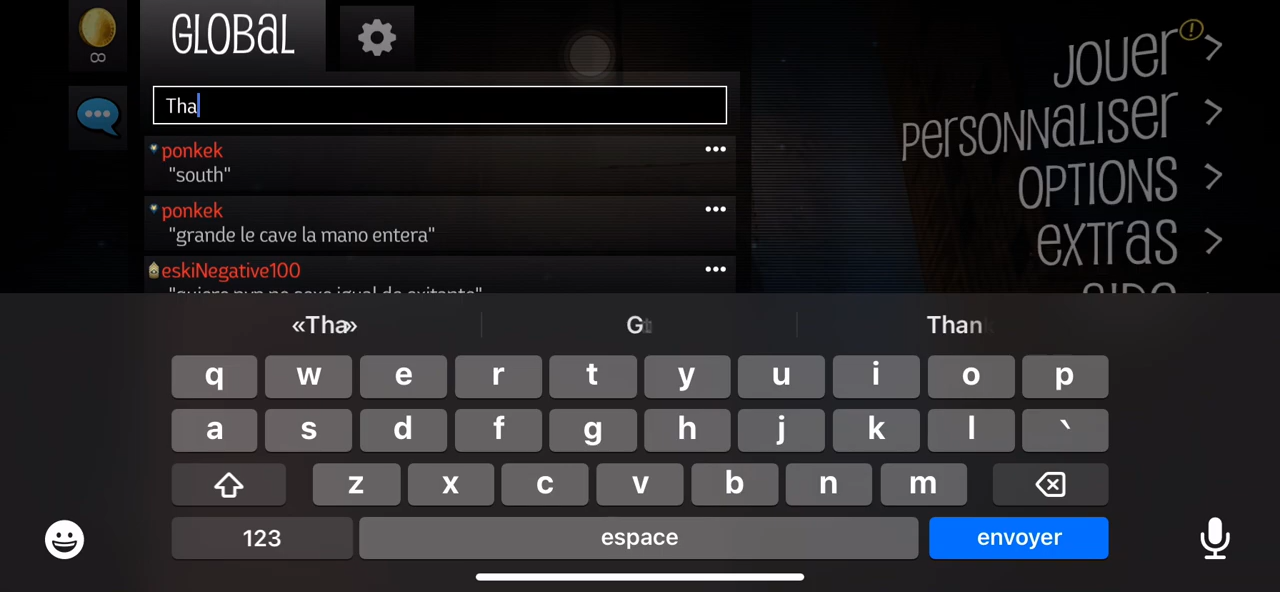 GLOBAL
∞
Tha
ponkek
"south"
ponkek
"grande le cave la mano entera"
eskiNegative100
JOUER
!
PERSONNALISER
OPTIONS
EXTRAS
«Tha»
Than
q w e r t y u i o p
a s d f g h j k l `
z x c v b n m
123
espace
envoyer